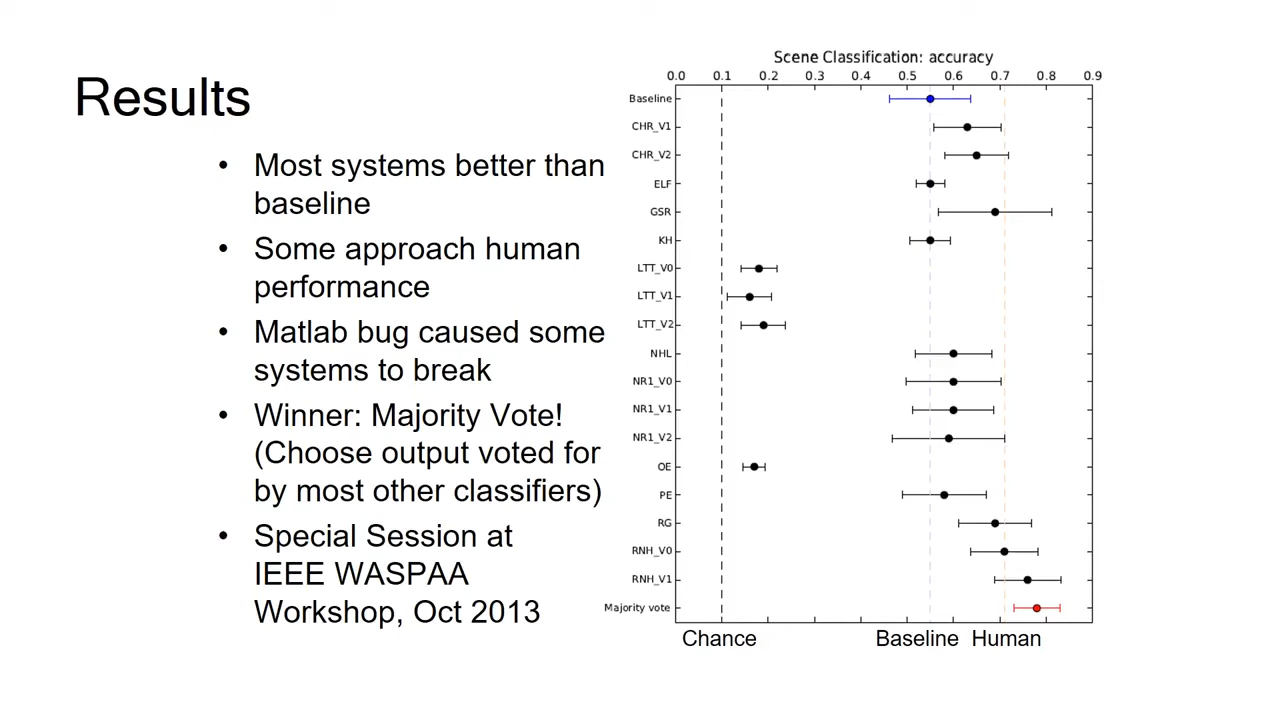 Results
• Most systems better than
baseline
• Some approach human
performance
• Matlab bug caused some
systems to break
• Winner: Majority Vote!
(Choose output voted for
by most other classifiers)
• Special Session at
IEEE WASPAA
Workshop, Oct 2013
Scene Classification: accuracy
0.0 0.1 0.2 0.3 0.4 0.5 0.6 0.7 0.8 0.9
Baseline
CHR_V1
CHR_V2
ELF
GSR
KH
LTT_V0
LTT_V1
LTT_V2
NHL
NR1_V0
NR1_V1
NR1_V2
OE
PE
RG
RNH_V0
RNH_V1
Majority vote
Chance Baseline Human